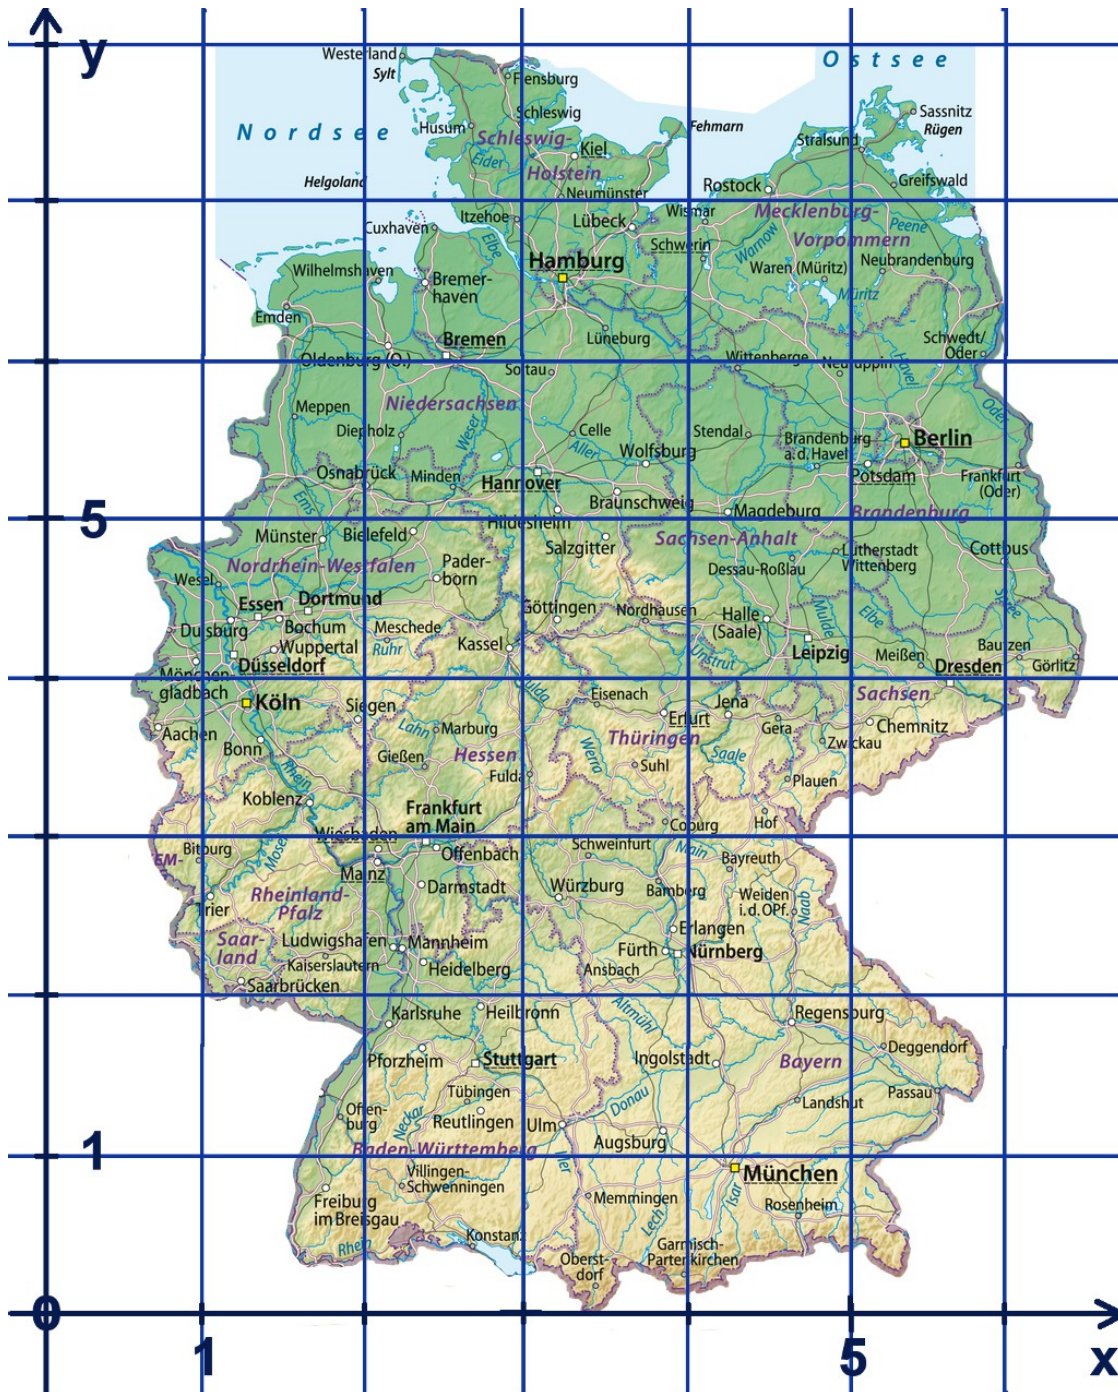 y
Ostsee
Westerland
Sylt
Flensburg
Schleswig
Sassnitz
Rügen
Nordsee
Husum
Schleswig-
Holstein
Fehmarn
Stralsund
Kiel
Eider
Helgoland
Neumünster
Rostock
Greifswald
Itzehoe
Lübeck
Wismar
Mecklenburg-
Vorpommern
Cuxhaven
Elbe
Warnow
Peene
Schwerin
Hamburg
Waren (Müritz)
Neubrandenburg
Wilhelmshaven
Bremer-
haven
Müritz
Emden
Bremen
Lüneburg
Schwedt/
Oder
Oldenburg (O.)
Soltau
Wittenberge
Neuruppin
Havel
Meppen
Niedersachsen
Oder
Diepholz
Weser
Celle
Aller
Stendal
Brandenburg
a.d. Havel
Berlin
Osnabrück
Minden
Hannover
Wolfsburg
Potsdam
Frankfurt
(Oder)
Ems
Braunschweig
Magdeburg
Brandenburg
5
Hildesheim
Münster
Bielefeld
Salzgitter
Sachsen-Anhalt
Lutherstadt
Wittenberg
Cottbus
Nordrhein-Westfalen
Pader-
born
Dessau-Roßlau
Wesel
Essen
Dortmund
Göttingen
Nordhausen
Halle
(Saale)
Mulde
Elbe
Spree
Duisburg
Bochum
Meschede
Wuppertal
Ruhr
Kassel
Unstrut
Leipzig
Meißen
Bautzen
Görlitz
Düsseldorf
Dresden
Mönchen-
gladbach
Fulda
Eisenach
Sachsen
Köln
Siegen
Erfurt
Jena
Aachen
Lahn
Marburg
Thüringen
Gera
Chemnitz
Bonn
Gießen
Hessen
Werra
Saale
Zwickau
Rhein
Fulda
Suhl
Plauen
Koblenz
Frankfurt
am Main
Coburg
Hof
Wiesbaden
Bitburg
EM-
Mosel
Offenbach
Schweinfurt
Main
Bayreuth
Mainz
Darmstadt
Würzburg
Bamberg
Weiden
i.d.OPf.
Naab
Rheinland-
Pfalz
Trier
Saar-
land
Ludwigshafen
Mannheim
Erlangen
Fürth
Nürnberg
Kaiserslautern
Heidelberg
Ansbach
Saarbrücken
Karlsruhe
Heilbronn
Altmühl
Regensburg
Pforzheim
Stuttgart
Ingolstadt
Bayern
Deggendorf
Tübingen
Donau
Landshut
Passau
Offen-
burg
Neckar
Reutlingen
Ulm
Augsburg
1
Baden-Württemberg
Iller
Villingen-
Schwenningen
München
Freiburg
im Breisgau
Memmingen
Isar
Rosenheim
Lech
Rhein
Konstanz
Oberst-
dorf
Garmisch-
Partenkirchen
0
1
5
x